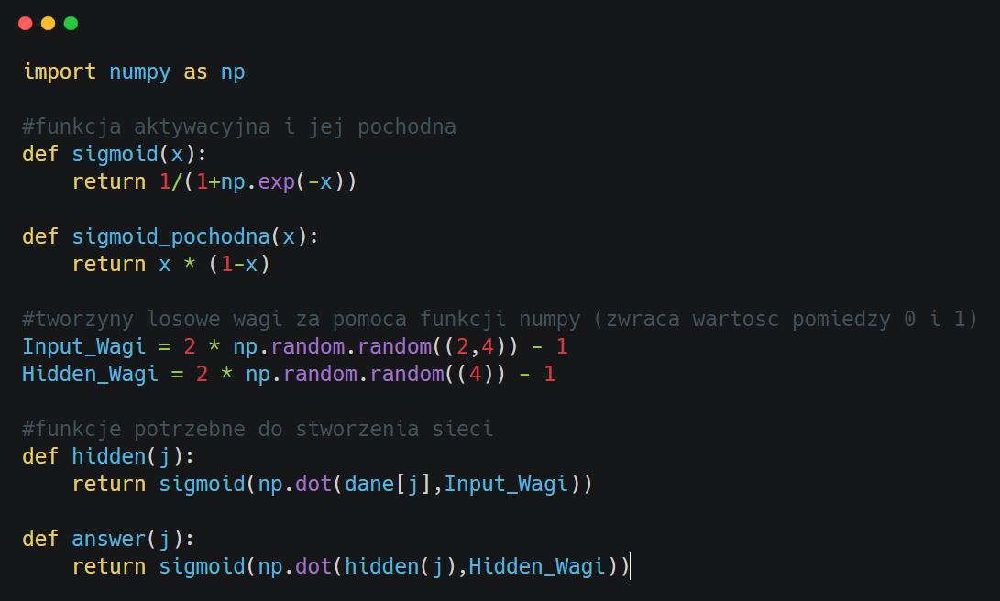 import numpy as np
#funkcja aktywacyjna i jej pochodna
def sigmoid(x):
    return 1/(1+np.exp(-x))
def sigmoid_pochodna(x):
    return x * (1-x)
#tworzyny losowe wagi za pomoca funkcji numpy (zwraca wartosc pomiedzy 0 i 1)
Input_Wagi = 2 * np.random.random((2,4)) - 1
Hidden_Wagi = 2 * np.random.random((4)) - 1
#funkcje potrzebne do stworzenia sieci
def hidden(j):
    return sigmoid(np.dot(dane[j],Input_Wagi))
def answer(j):
    return sigmoid(np.dot(hidden(j),Hidden_Wagi))